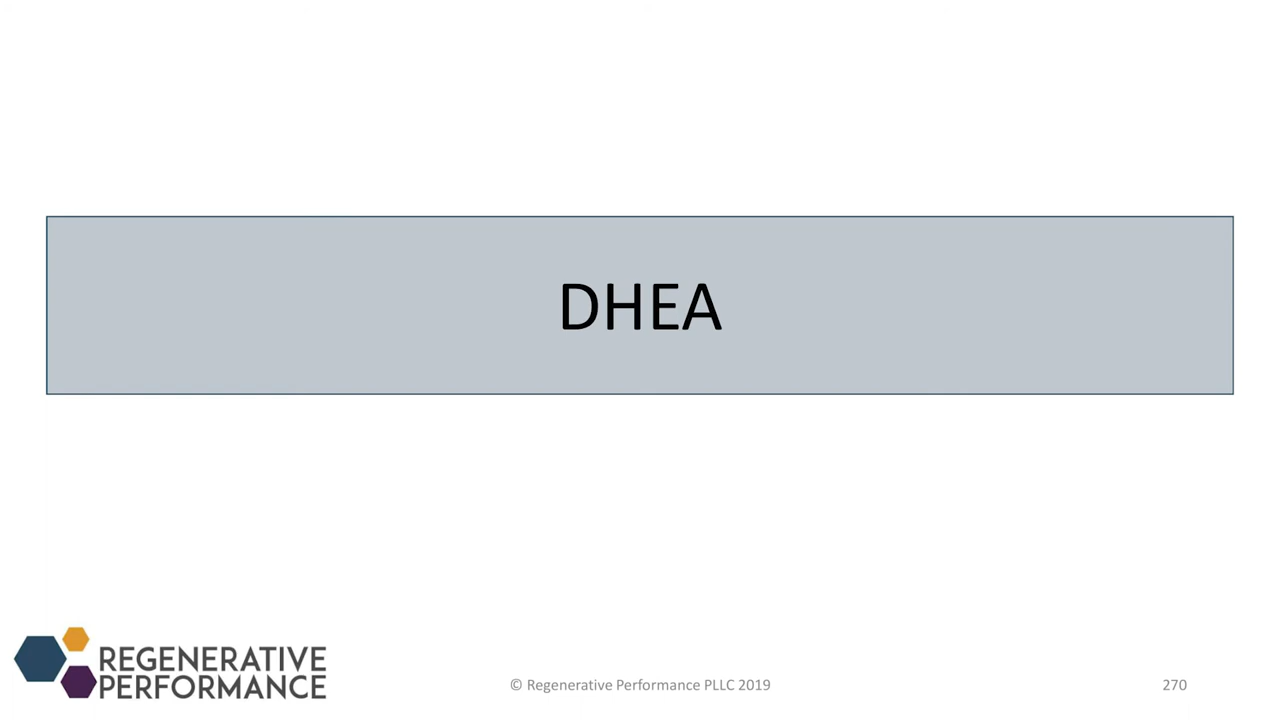 DHEA
REGENERATIVE
PERFORMANCE
© Regenerative Performance PLLC 2019
270